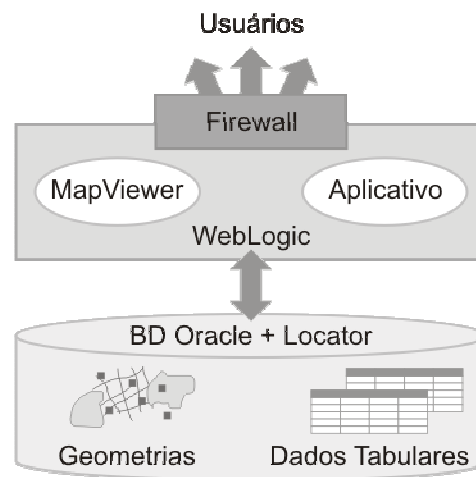 Usuários
Firewall
MapViewer
Aplicativo
WebLogic
BD Oracle + Locator
Geometrias
Dados Tabulares